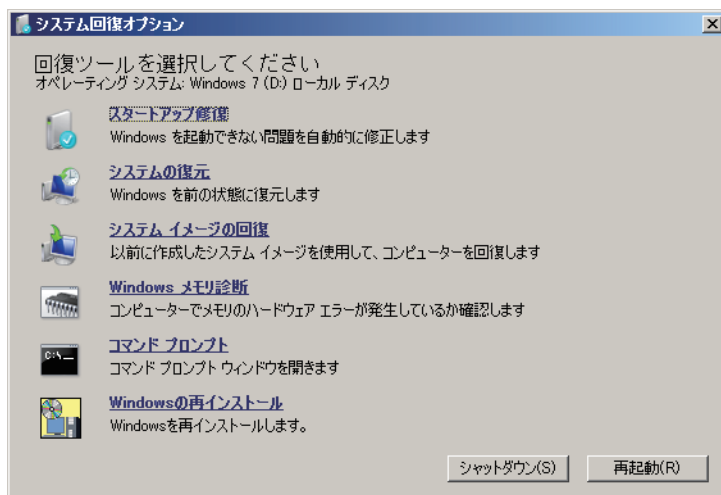 システム回復オプション
回復ツールを選択してください
オペレーティング システム: Windows 7 (D:) ローカル ディスク
スタートアップ修復
Windows を起動できない問題を自動的に修正します
システムの復元
Windows を前の状態に復元します
システム イメージの回復
以前に作成したシステム イメージを使用して、コンピューターを回復します
Windows メモリ診断
コンピューターでメモリのハードウェア エラーが発生しているか確認します
C:\_
コマンド プロンプト
コマンド プロンプト ウィンドウを開きます
Windowsの再インストール
Windowsを再インストールします。
シャットダウン(S)
再起動(R)